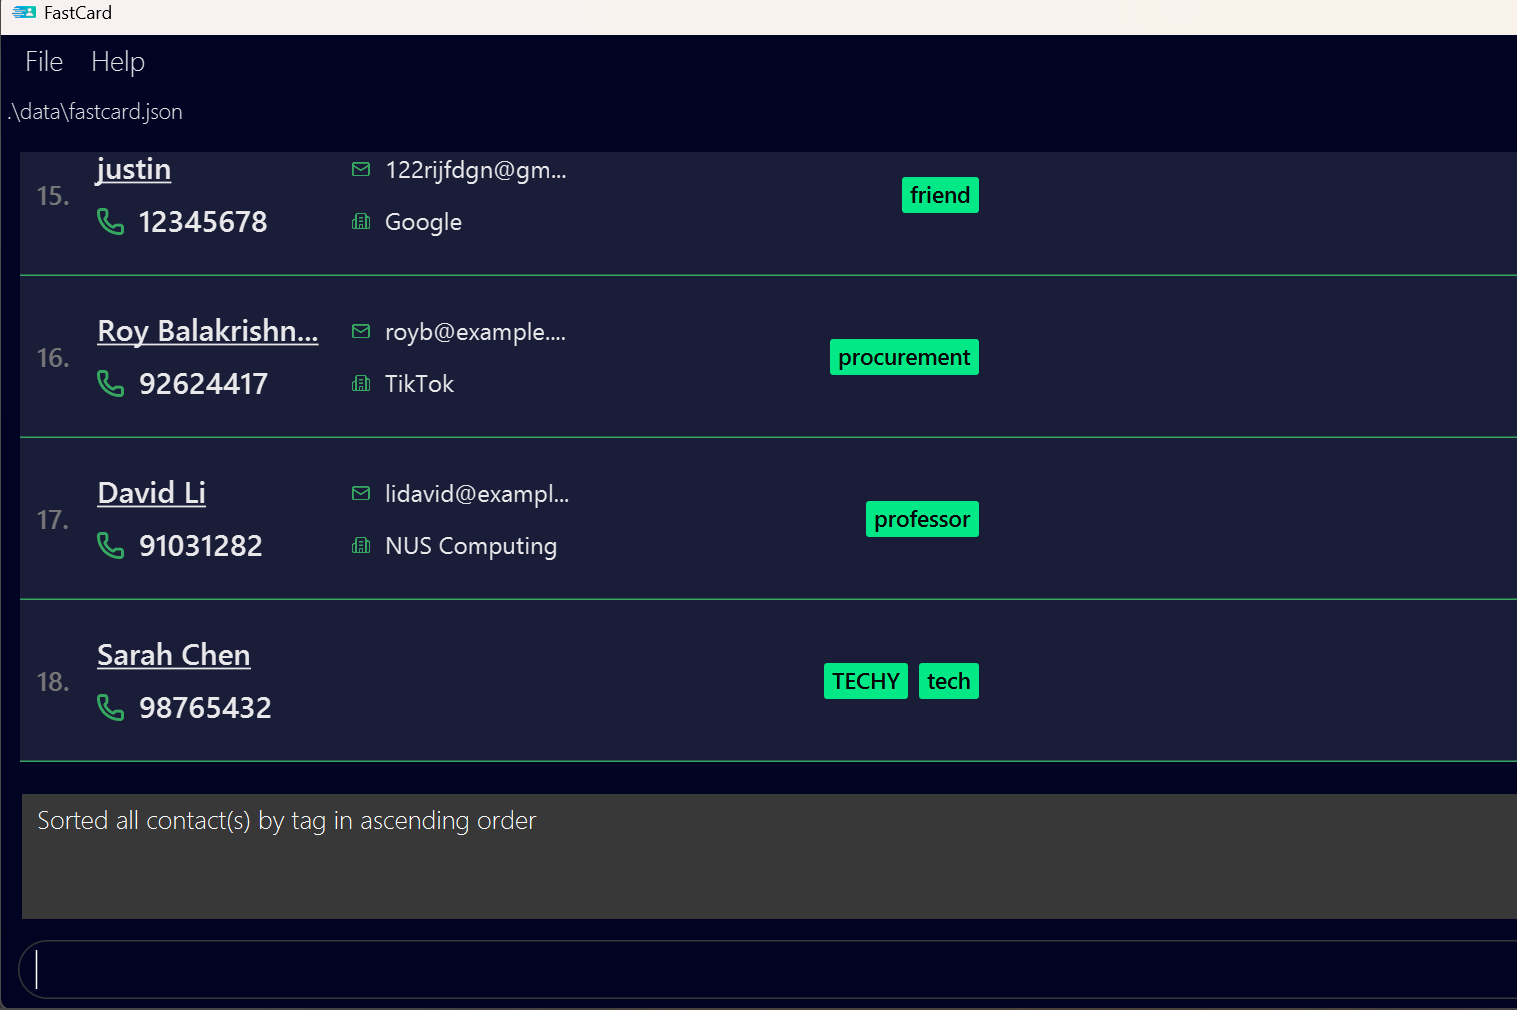 FastCard
File Help
.\data\fastcard.json
15. justin 122rijfdgn@gm... friend
12345678 Google
16. Roy Balakrishn... royb@example.... procurement
92624417 TikTok
17. David Li lidavid@exampl... professor
91031282 NUS Computing
18. Sarah Chen TECHY tech
98765432
Sorted all contact(s) by tag in ascending order